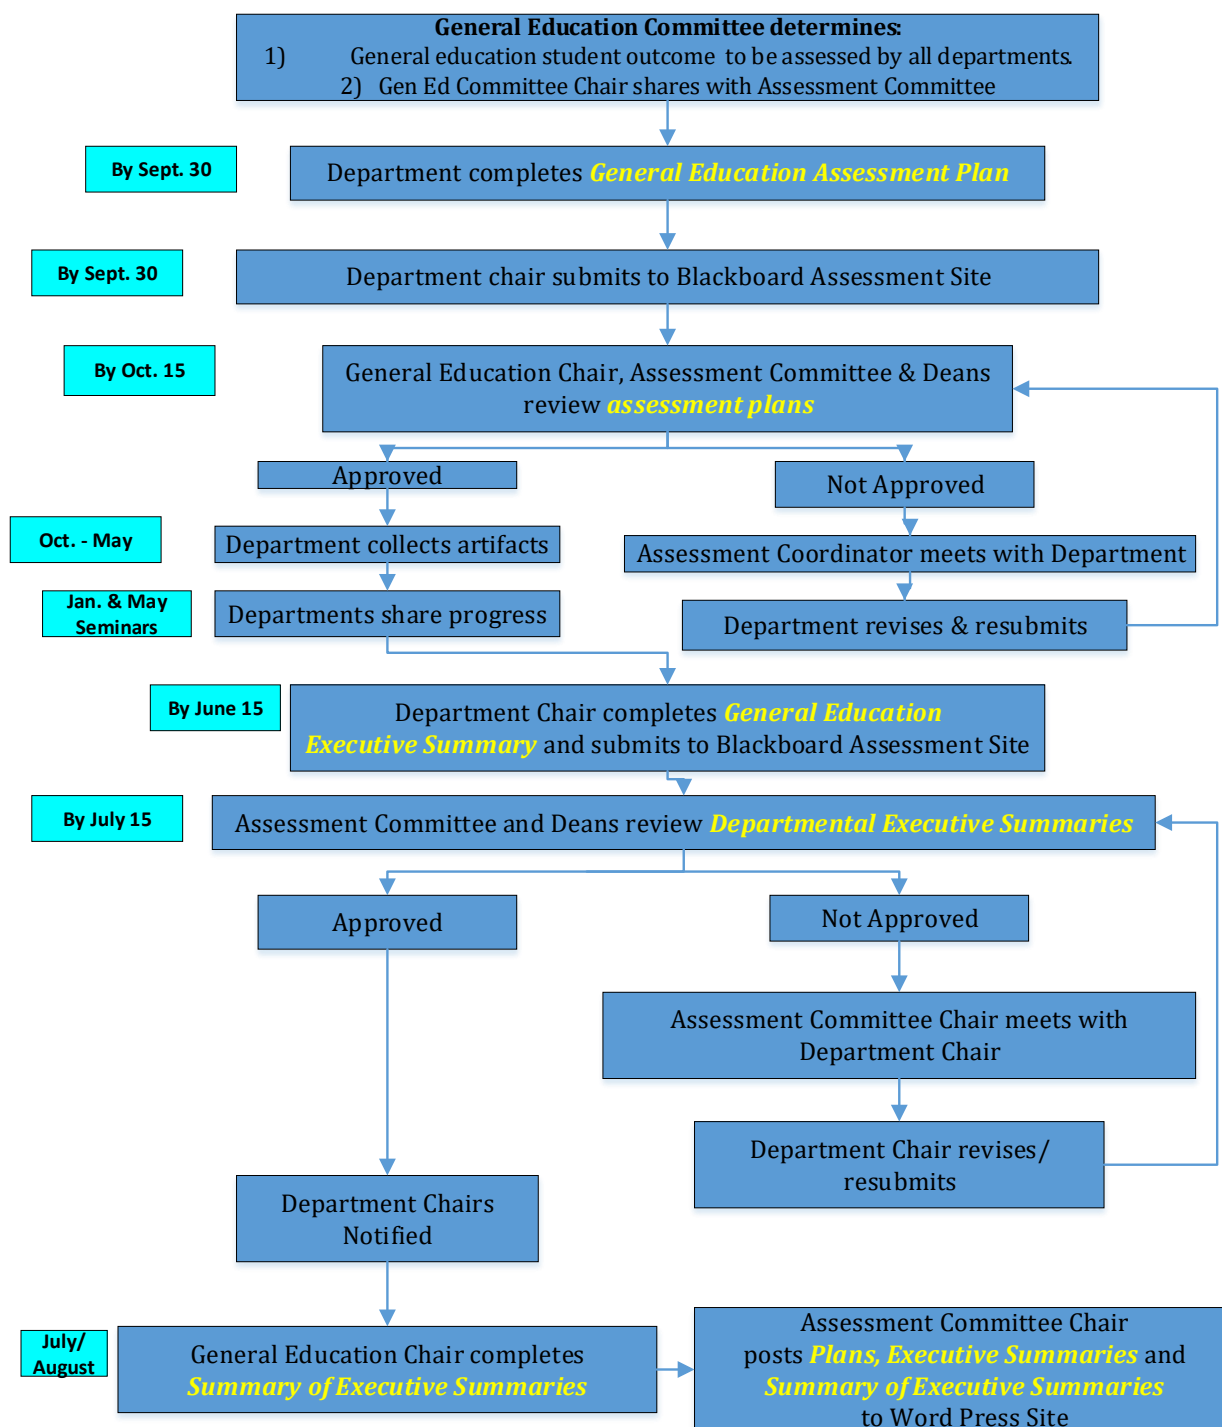 General Education Committee determines:
1) General education student outcome to be assessed by all departments.
2) Gen Ed Committee Chair shares with Assessment Committee
By Sept. 30
Department completes General Education Assessment Plan
By Sept. 30
Department chair submits to Blackboard Assessment Site
By Oct. 15
General Education Chair, Assessment Committee & Deans
review assessment plans
Approved
Not Approved
Oct. - May
Department collects artifacts
Assessment Coordinator meets with Department
Jan. & May
Seminars
Departments share progress
Department revises & resubmits
By June 15
Department Chair completes General Education
Executive Summary and submits to Blackboard Assessment Site
By July 15
Assessment Committee and Deans review Departmental Executive Summaries
Approved
Not Approved
Assessment Committee Chair meets with
Department Chair
Department Chair revises/
resubmits
Department Chairs
Notified
July/
August
General Education Chair completes
Summary of Executive Summaries
Assessment Committee Chair
posts Plans, Executive Summaries and
Summary of Executive Summaries
to Word Press Site